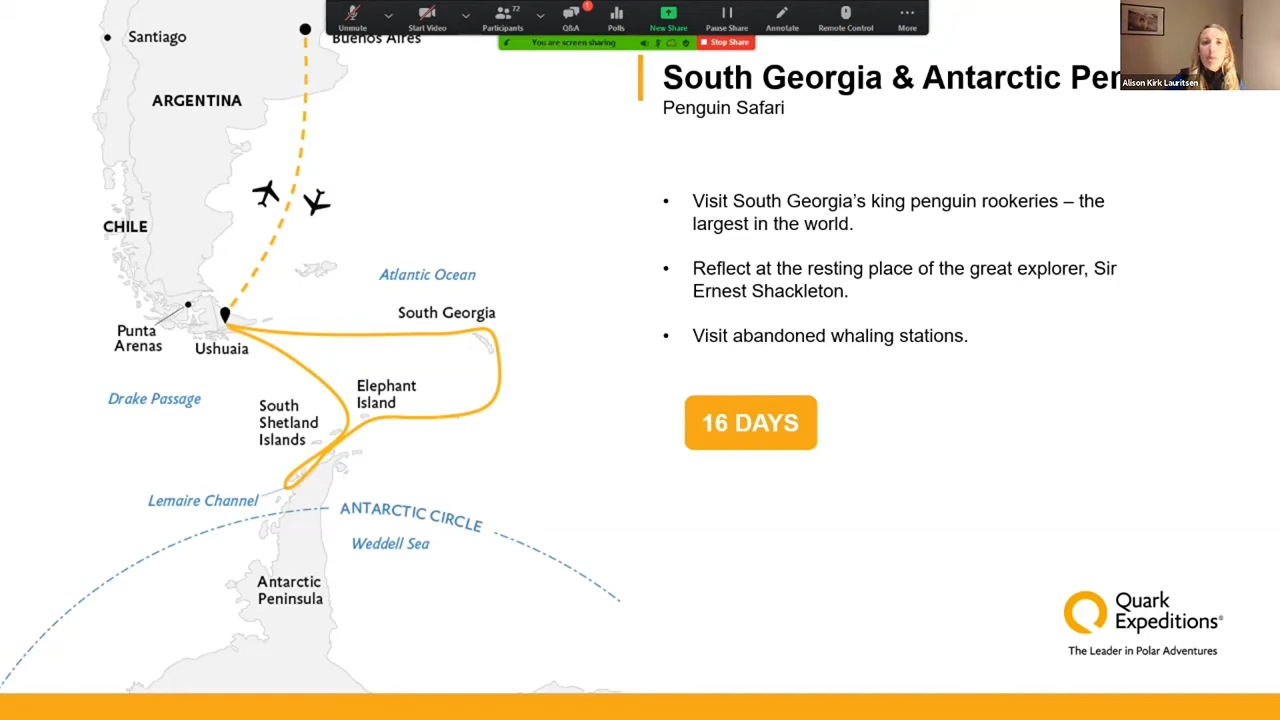 Unmute
Start Video
Participants
72
Q&A
1
Polls
New Share
Pause Share
Annotate
Remote Control
More
You are screen sharing
Stop Share
Alison Kirk Lauritsen
Santiago
Buenos Aires
ARGENTINA
CHILE
Atlantic Ocean
South Georgia
Punta
Arenas
Ushuaia
Drake Passage
Elephant
Island
South
Shetland
Islands
Lemaire Channel
ANTARCTIC CIRCLE
Weddell Sea
Antarctic
Peninsula
South Georgia & Antarctic Pen
Penguin Safari
• Visit South Georgia’s king penguin rookeries – the
largest in the world.
• Reflect at the resting place of the great explorer, Sir
Ernest Shackleton.
• Visit abandoned whaling stations.
16 DAYS
Quark
Expeditions®
The Leader in Polar Adventures